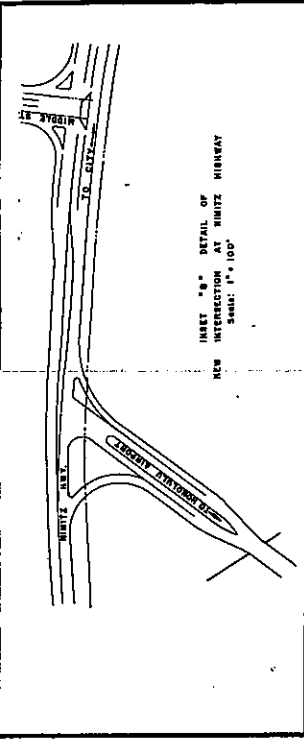 MIDDLE ST.
TO CITY
NIMITZ HWY.
TO HONOLULU AIRPORT
INSET "B" DETAIL OF
NEW INTERSECTION AT NIMITZ HIGHWAY
Scale: 1" = 100'